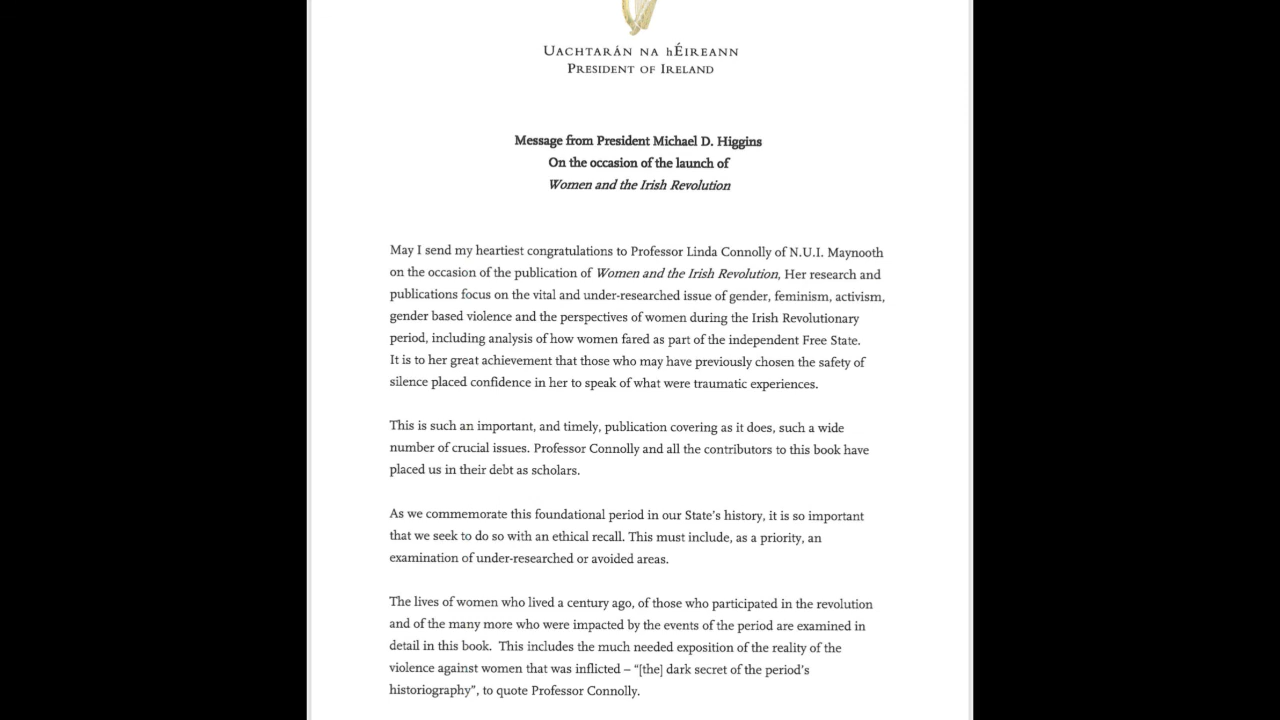 UACHTARÁN NA hÉIREANN
PRESIDENT OF IRELAND
Message from President Michael D. Higgins
On the occasion of the launch of
Women and the Irish Revolution
May I send my heartiest congratulations to Professor Linda Connolly of N.U.I. Maynooth
on the occasion of the publication of Women and the Irish Revolution, Her research and
publications focus on the vital and under-researched issue of gender, feminism, activism,
gender based violence and the perspectives of women during the Irish Revolutionary
period, including analysis of how women fared as part of the independent Free State.
It is to her great achievement that those who may have previously chosen the safety of
silence placed confidence in her to speak of what were traumatic experiences.
This is such an important, and timely, publication covering as it does, such a wide
number of crucial issues. Professor Connolly and all the contributors to this book have
placed us in their debt as scholars.
As we commemorate this foundational period in our State's history, it is so important
that we seek to do so with an ethical recall. This must include, as a priority, an
examination of under-researched or avoided areas.
The lives of women who lived a century ago, of those who participated in the revolution
and of the many more who were impacted by the events of the period are examined in
detail in this book.  This includes the much needed exposition of the reality of the
violence against women that was inflicted – “[the] dark secret of the period's
historiography”, to quote Professor Connolly.